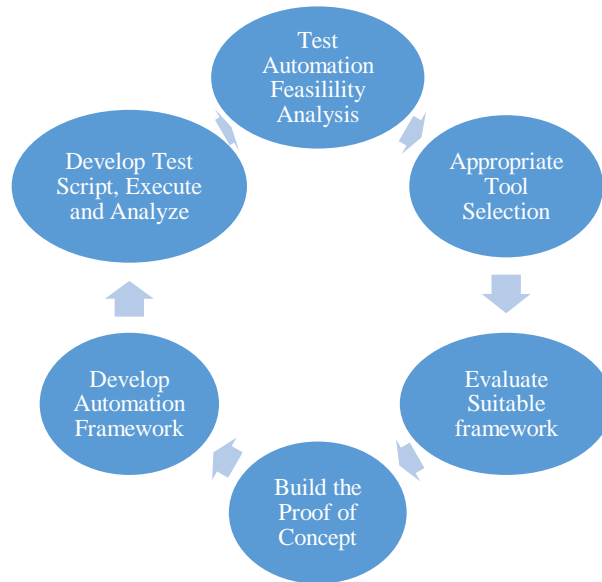 Test
Automation
Feasilility
Analysis
Appropriate
Tool
Selection
Evaluate
Suitable
framework
Build the
Proof of
Concept
Develop
Automation
Framework
Develop Test
Script, Execute
and Analyze